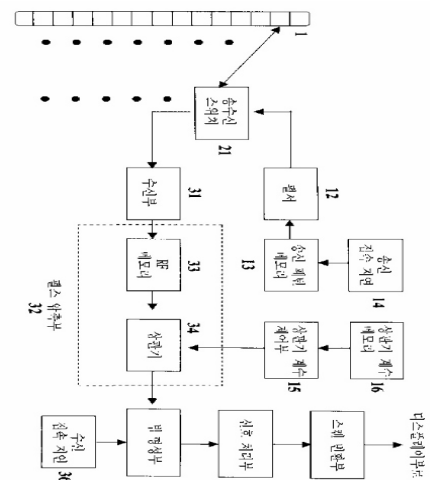 송신
집속 지연
14
상관기 계수
메모리
16
디스플레이부로
12
펄서
송신 패턴
메모리
13
상관기 계수
제어부
15
스캔 변환부
1
송수신
스위치
21
신호 처리부
31
수신부
33
RF
메모리
34
상관기
빔 형성부
펄스 압축부
32
수신
집속 지연
36